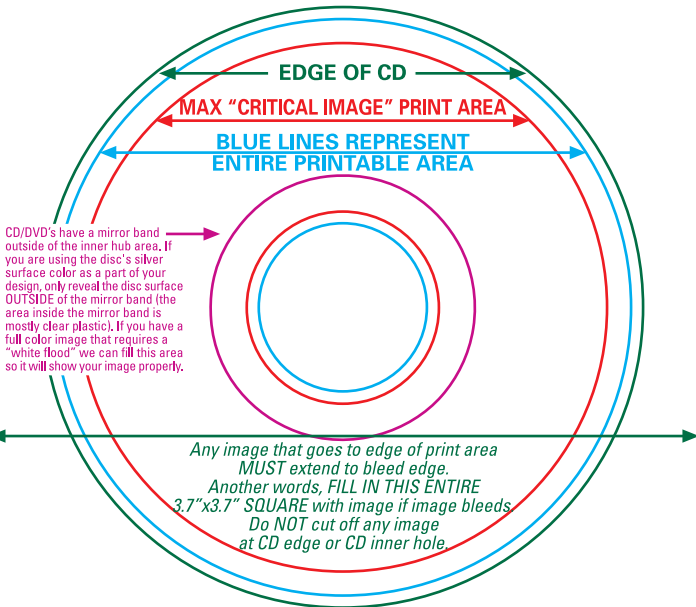 EDGE OF CD
MAX “CRITICAL IMAGE” PRINT AREA
BLUE LINES REPRESENT
ENTIRE PRINTABLE AREA
CD/DVD's have a mirror band
outside of the inner hub area. If
you are using the disc's silver
surface color as a part of your
design, only reveal the disc surface
OUTSIDE of the mirror band (the
area inside the mirror band is
mostly clear plastic). If you have a
full color image that requires a
“white flood” we can fill this area
so it will show your image properly.
Any image that goes to edge of print area
MUST extend to bleed edge.
Another words, FILL IN THIS ENTIRE
3.7”x3.7” SQUARE with image if image bleeds.
Do NOT cut off any image
at CD edge or CD inner hole.